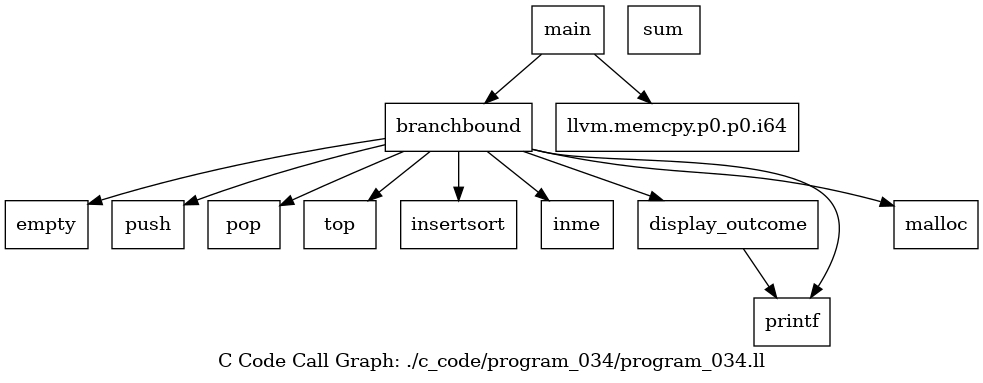 main
sum
branchbound
llvm.memcpy.p0.p0.i64
empty
push
pop
top
insertsort
inme
display_outcome
malloc
printf
C Code Call Graph: ./c_code/program_034/program_034.ll